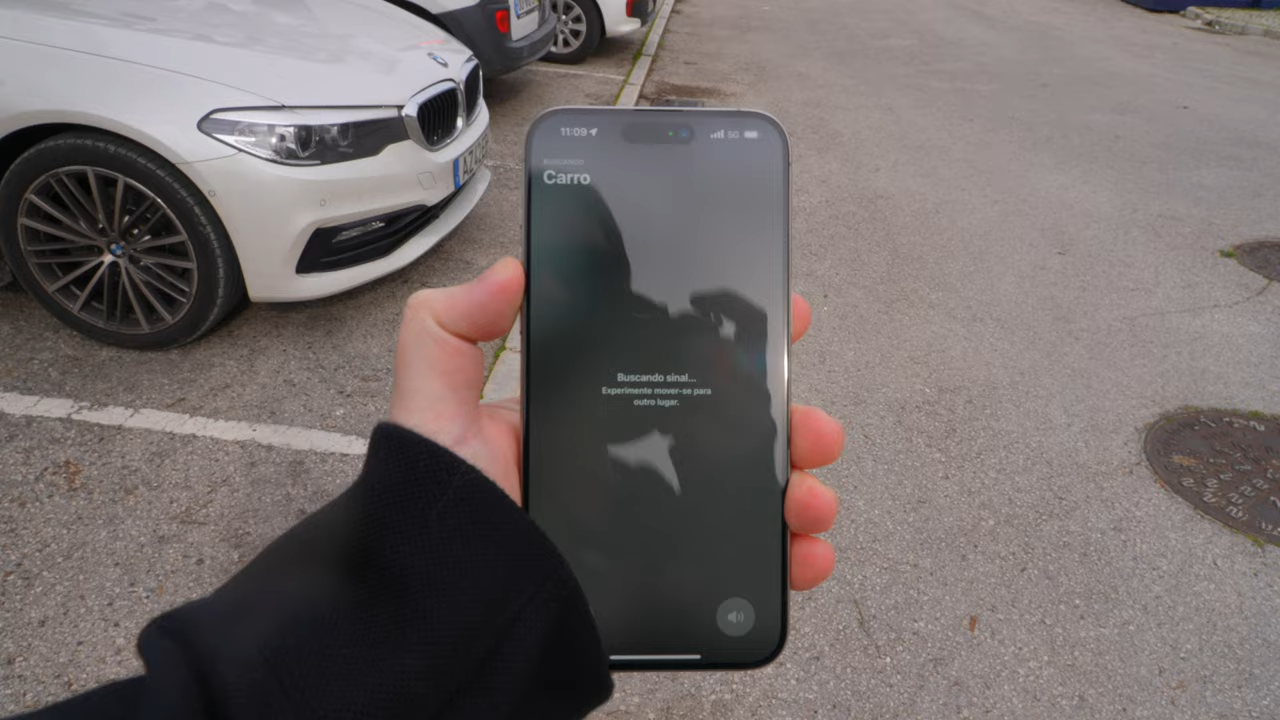 11:09
5G
BUSCANDO
Carro
Buscando sinal...
Experimente mover-se para
outro lugar.